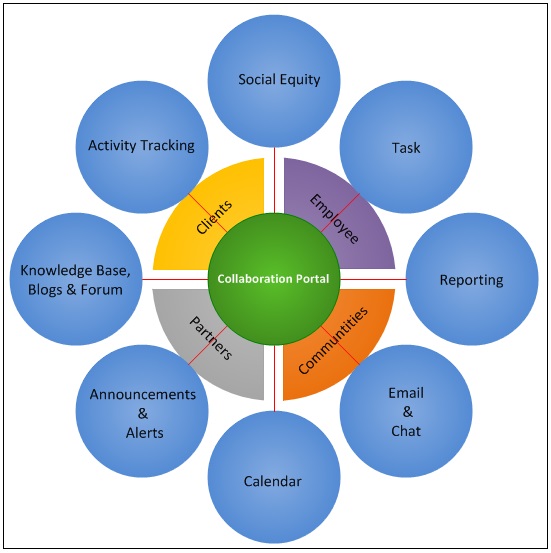 Social Equity
Activity Tracking
Task
Clients
Employee
Knowledge Base,
Blogs & Forum
Collaboration Portal
Reporting
Partners
Communtities
Announcements
&
Alerts
Email
&
Chat
Calendar